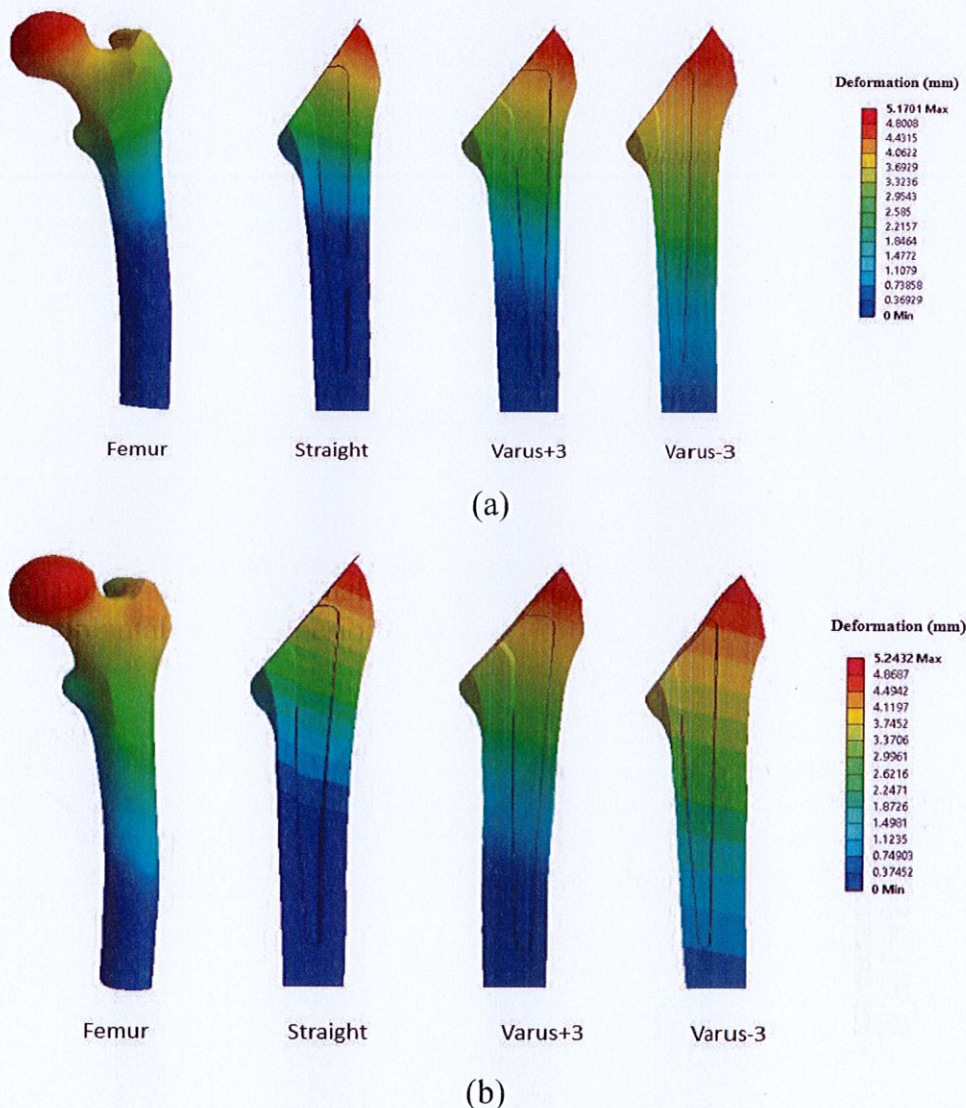 Deformation (mm)
5.1701 Max
4.8008
4.4315
4.0622
3.6929
3.3236
2.9543
2.585
2.2157
1.8464
1.4772
1.1079
0.73858
0.36929
0 Min
Femur Straight Varus+3 Varus-3
(a)
Deformation (mm)
5.2432 Max
4.8687
4.4942
4.1197
3.7452
3.3706
2.9961
2.6216
2.2471
1.8726
1.4981
1.1235
0.74903
0.37452
0 Min
Femur Straight Varus+3 Varus-3
(b)